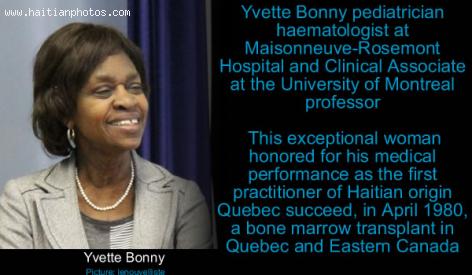 www.haitianphotos.com
Yvette Bonny pediatrician
haematologist at
Maisonneuve-Rosemont
Hospital and Clinical Associate
at the University of Montreal
professor
This exceptional woman
honored for his medical
performance as the first
practitioner of Haitian origin
Quebec succeed, in April 1980,
a bone marrow transplant in
Quebec and Eastern Canada
Yvette Bonny
Picture: lenouvelliste